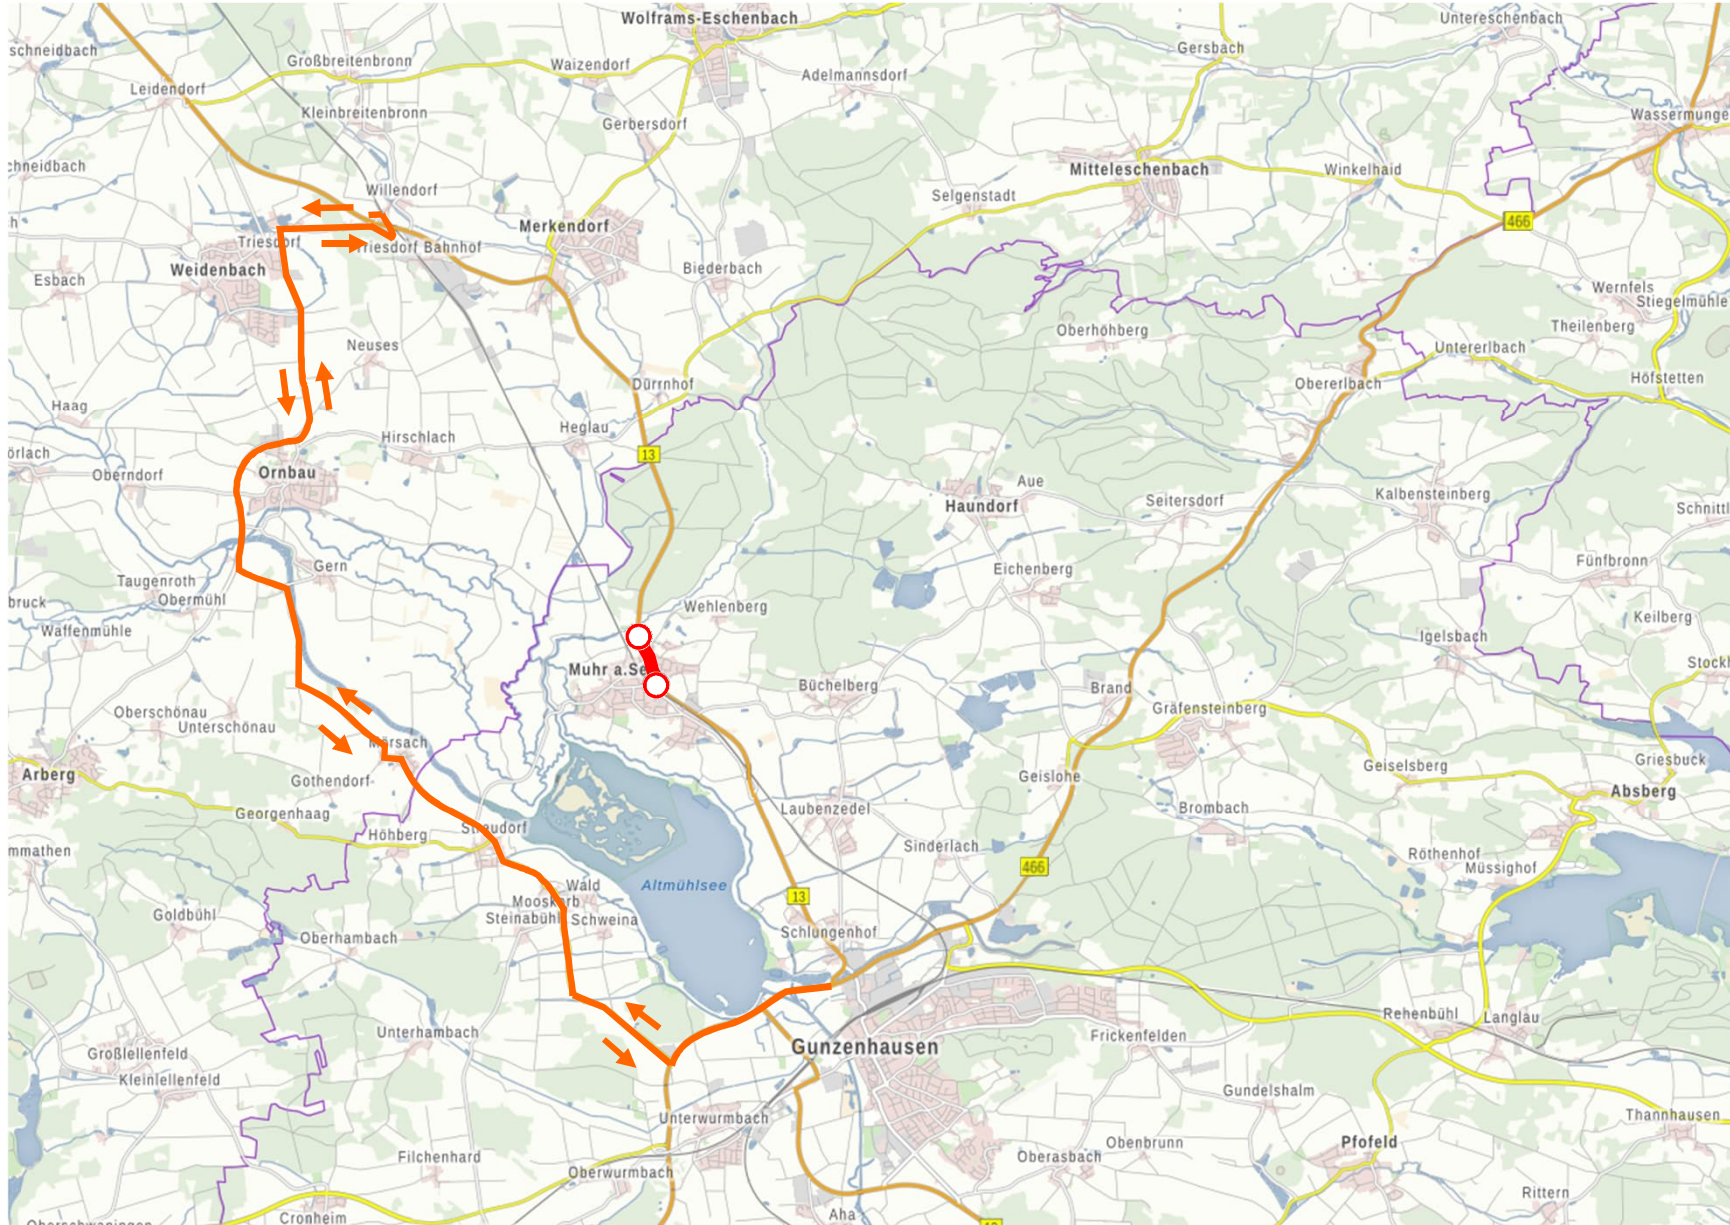 Wolframs-Eschenbach
Untereschenbach
schneidbach
Großbreitenbronn
Waizendorf
Gersbach
Adelmannsdorf
Leidendorf
Kleinbreitenbronn
Gerbersdorf
Wassermunge
chneidbach
Mitteleschenbach
Winkelhaid
Willendorf
Selgenstadt
h
Merkendorf
466
Triesdorf
Triesdorf Bahnhof
Weidenbach
Biederbach
Esbach
Wernfels
Stiegelmühle
Theilenberg
Oberhöhberg
Neuses
Untererlbach
Dürrnhof
Obererlbach
Höfstetten
Haag
Heglau
Hirschlach
örlach
13
Oberndorf
Ornbau
Aue
Haundorf
Seitersdorf
Kalbensteinberg
Schnittl
Gern
Eichenberg
Fünfbronn
Taugenroth
Obermühl
bruck
Wehlenberg
Keilberg
Waffenmühle
Igelsbach
Muhr a.Se
Büchelberg
Brand
Stockh
Oberschönau
Unterschönau
Gräfensteinberg
Mörsach
Arberg
Gothendorf
Geislohe
Geiselsberg
Griesbuck
Absberg
Georgenhaag
Laubenzedel
Brombach
Höhberg
Streudorf
mmathen
Sinderlach
Röthenhof
Müssighof
466
Wald
Altmühlsee
Mooskorb
13
Goldbühl
Steinabühl
Schweina
Oberhambach
Schlungenhof
Unterhambach
Rehenbühl
Langlau
Großlellenfeld
Gunzenhausen
Frickenfelden
Kleinlellenfeld
Gundelshalm
Unterwurmbach
Thannhausen
Obenbrunn
Pfofeld
Filchenhard
Oberasbach
Oberwurmbach
Rittern
Cronheim
Aha